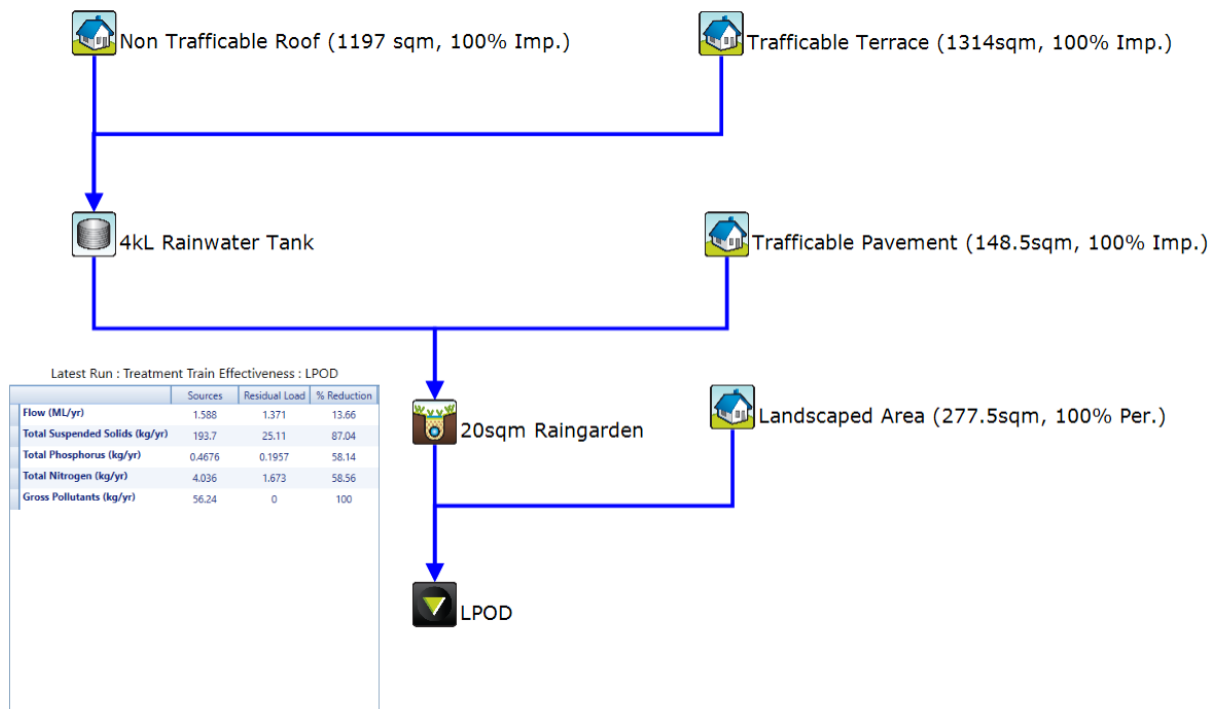 Non Trafficable Roof (1197 sqm, 100% Imp.)
Trafficable Terrace (1314sqm, 100% Imp.)
4kL Rainwater Tank
Trafficable Pavement (148.5sqm, 100% Imp.)
Latest Run : Treatment Train Effectiveness : LPOD
Sources Residual Load % Reduction
Flow (ML/yr) 1.588 1.371 13.66
Total Suspended Solids (kg/yr) 193.7 25.11 87.04
Total Phosphorus (kg/yr) 0.4676 0.1957 58.14
Total Nitrogen (kg/yr) 4.036 1.673 58.56
Gross Pollutants (kg/yr) 56.24 0 100
20sqm Raingarden
Landscaped Area (277.5sqm, 100% Per.)
LPOD